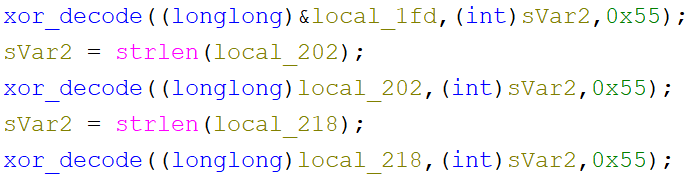 xor_decode((longlong)&local_1fd,(int)sVar2,0x55);
sVar2 = strlen(local_202);
xor_decode((longlong)local_202,(int)sVar2,0x55);
sVar2 = strlen(local_218);
xor_decode((longlong)local_218,(int)sVar2,0x55);